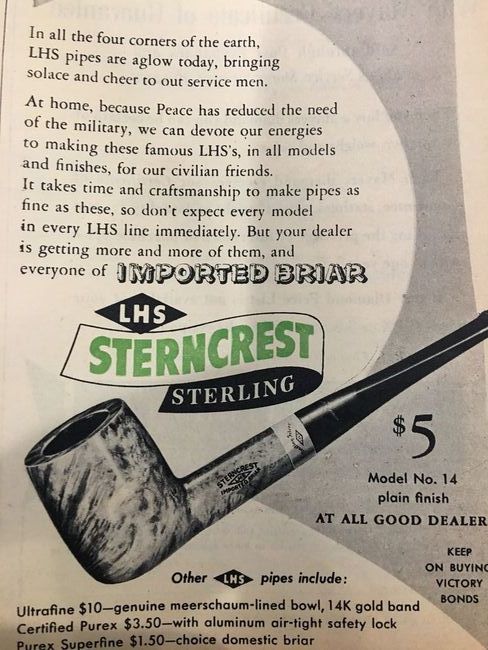 In all the four corners of the earth,
LHS pipes are aglow today, bringing
solace and cheer to out service men.
At home, because Peace has reduced the need
of the military, we can devote our energies
to making these famous LHS's, in all models
and finishes, for our civilian friends.
It takes time and craftsmanship to make pipes as
fine as these, so don't expect every model
in every LHS line immediately. But your dealer
is getting more and more of them, and
everyone of IMPORTED BRIAR
LHS
STERNCREST
STERLING
STERNCREST
LHS
IMPORTED BRIAR
$5
Model No. 14
plain finish
AT ALL GOOD DEALER
KEEP
ON BUYING
VICTORY
BONDS
Other LHS pipes include:
Ultrafine $10—genuine meerschaum-lined bowl, 14K gold band
Certified Purex $3.50—with aluminum air-tight safety lock
Purex Superfine $1.50—choice domestic briar